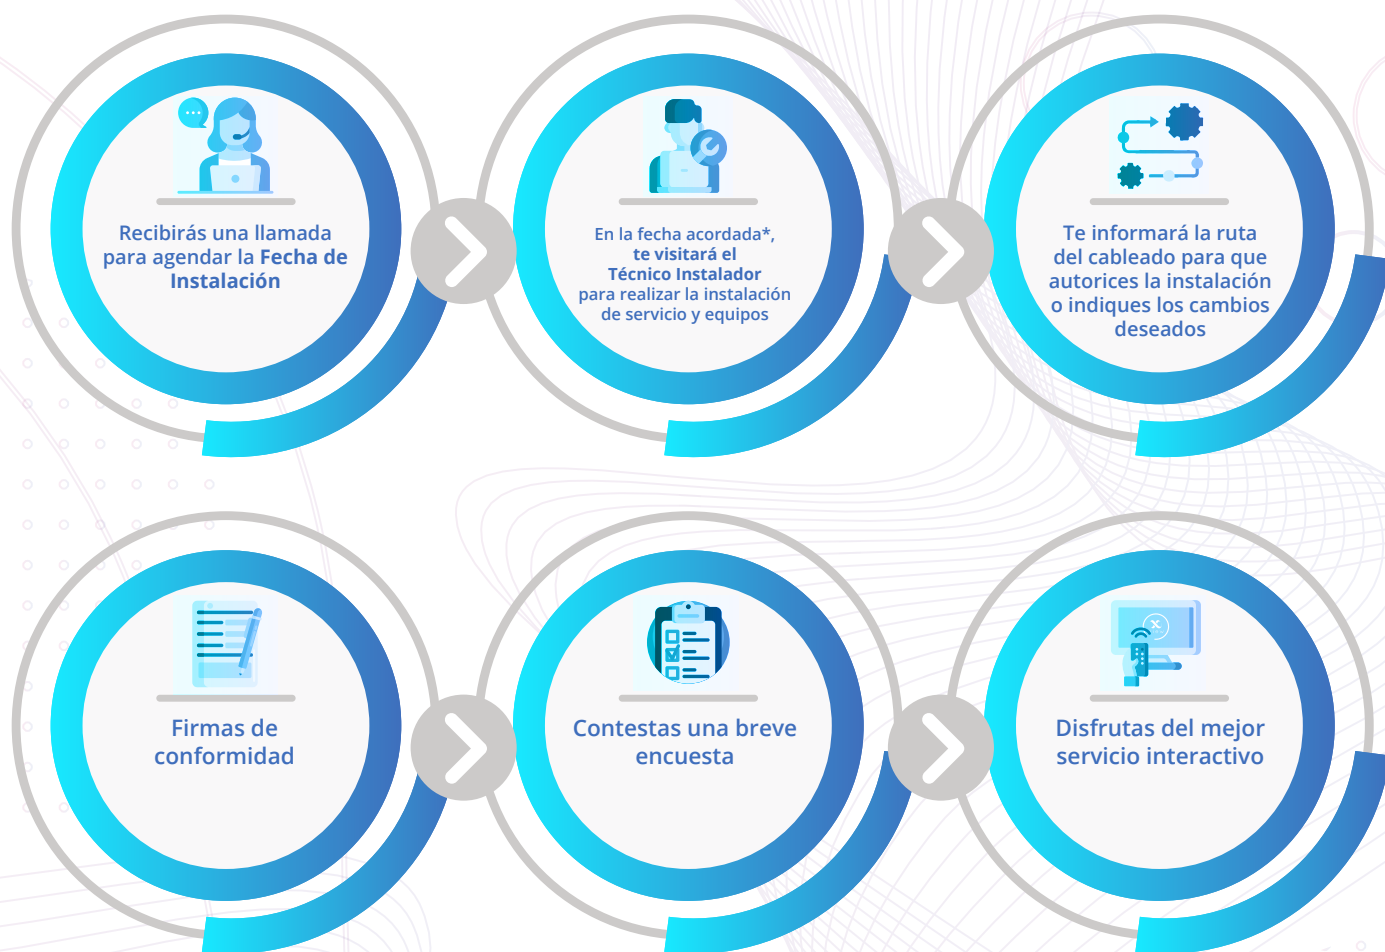 Recibirás una llamada
para agendar la Fecha de
Instalación
En la fecha acordada*,
te visitará el
Técnico Instalador
para realizar la instalación
de servicio y equipos
Te informará la ruta
del cableado para que
autorices la instalación
o indiques los cambios
deseados
Firmas de
conformidad
Contestas una breve
encuesta
Disfrutas del mejor
servicio interactivo